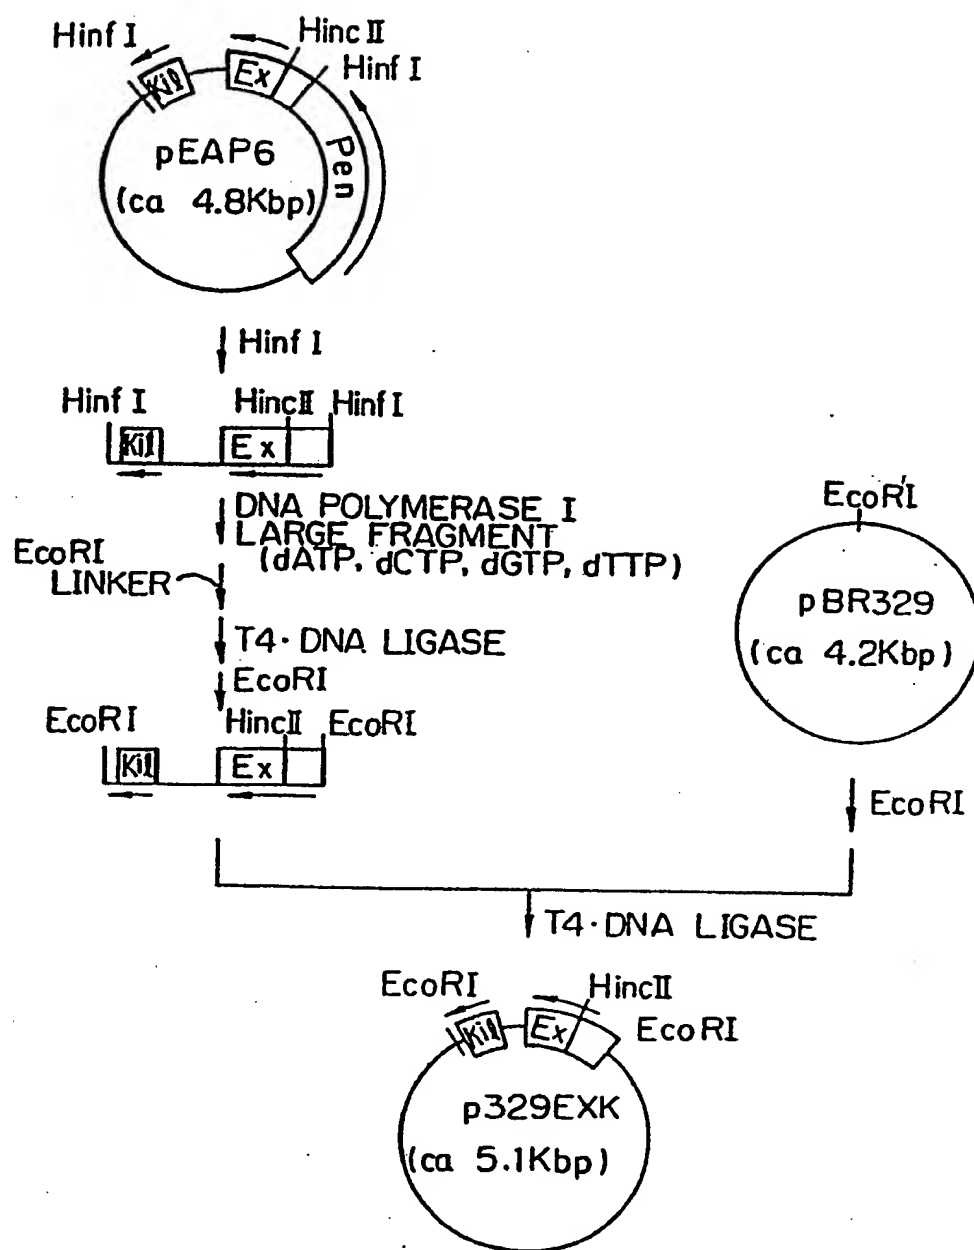 Hinf I
Hinc II
Hinf I
Kil
Ex
Pen
pEAP6
(ca 4.8Kbp)
Hinf I
Hinf I
HincII
Hinf I
Kil
Ex
DNA POLYMERASE I
LARGE FRAGMENT
(dATP, dCTP, dGTP, dTTP)
EcoRI
LINKER
T4·DNA LIGASE
EcoRI
EcoRI
HincII
EcoRI
Kil
Ex
EcoRI
pBR329
(ca 4.2Kbp)
EcoRI
T4·DNA LIGASE
EcoRI
HincII
EcoRI
Kil
Ex
p329EXK
(ca 5.1Kbp)